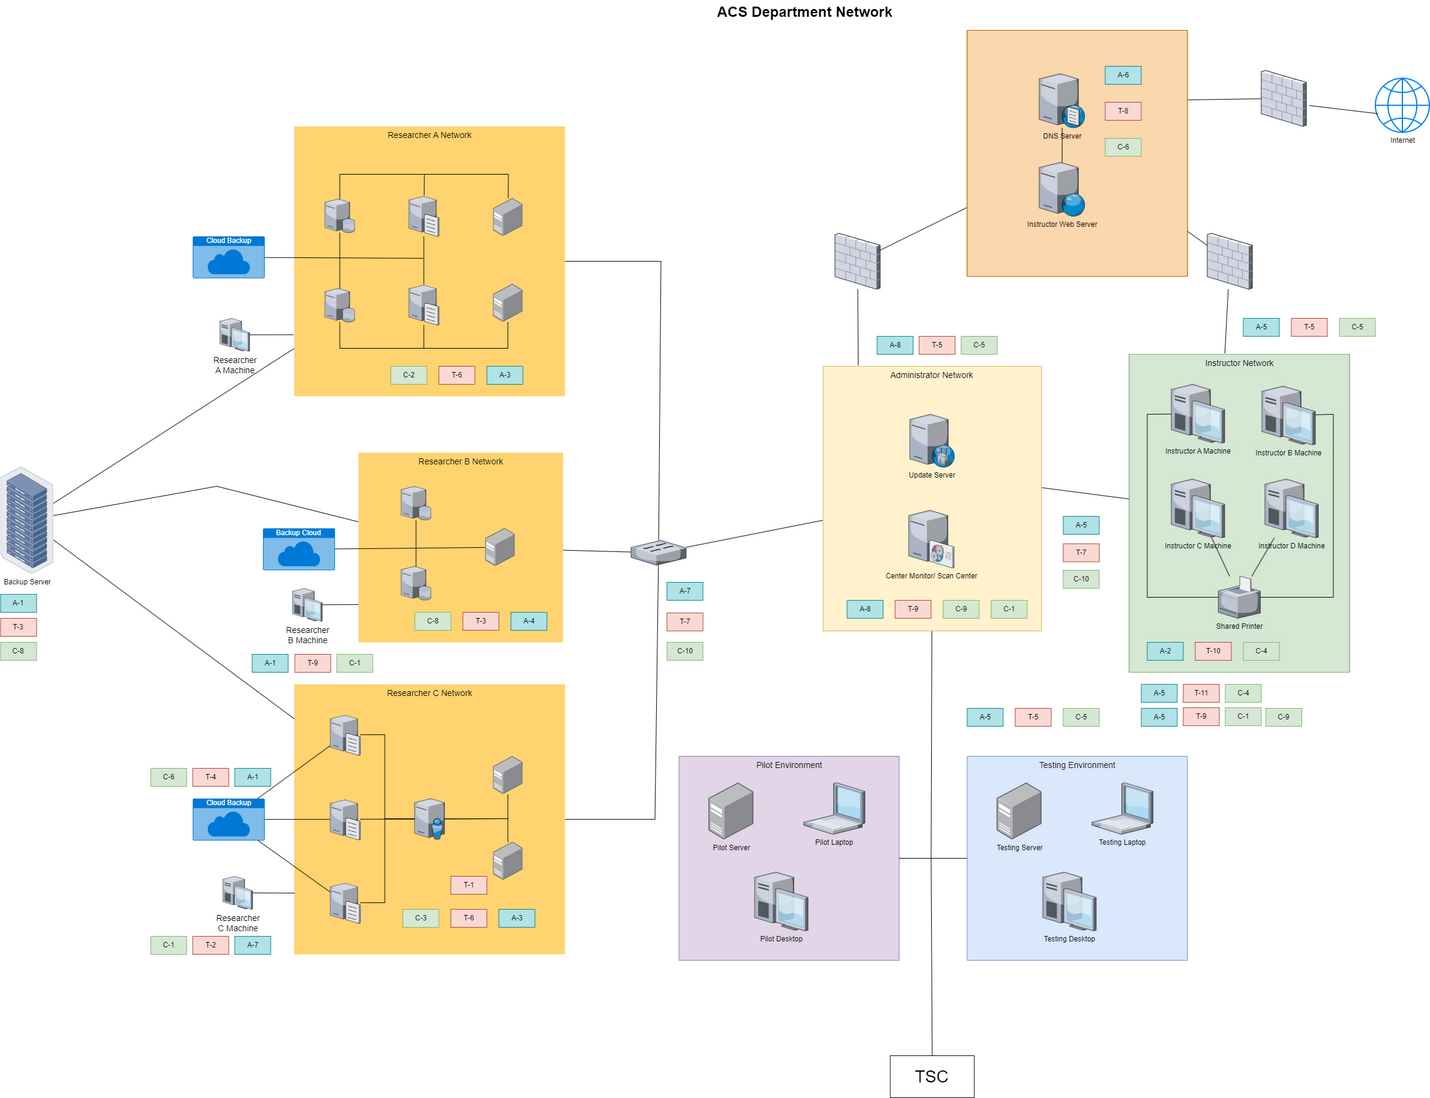 ACS Department Network
A-6
T-8
DNS Server
C-6
Instructor Web Server
Internet
Researcher A Network
Cloud Backup
Researcher
A Machine
C-2
T-6
A-3
A-8
T-5
C-5
A-5
T-5
C-5
Administrator Network
Update Server
Center Monitor/ Scan Center
A-8
T-9
C-9
C-1
Instructor Network
Instructor A Machine
Instructor B Machine
Instructor C Machine
Instructor D Machine
Shared Printer
A-2
T-10
C-4
A-5
T-7
C-10
Researcher B Network
Backup Cloud
Researcher
B Machine
C-8
T-3
A-4
A-1
T-9
C-1
Backup Server
A-1
T-3
C-8
A-7
T-7
C-10
A-5
T-11
C-4
A-5
T-9
C-1
C-9
A-5
T-5
C-5
Researcher C Network
C-6
T-4
A-1
Cloud Backup
Researcher
C Machine
C-1
T-2
A-7
T-1
C-3
T-6
A-3
Pilot Environment
Pilot Server
Pilot Laptop
Pilot Desktop
Testing Environment
Testing Server
Testing Laptop
Testing Desktop
TSC